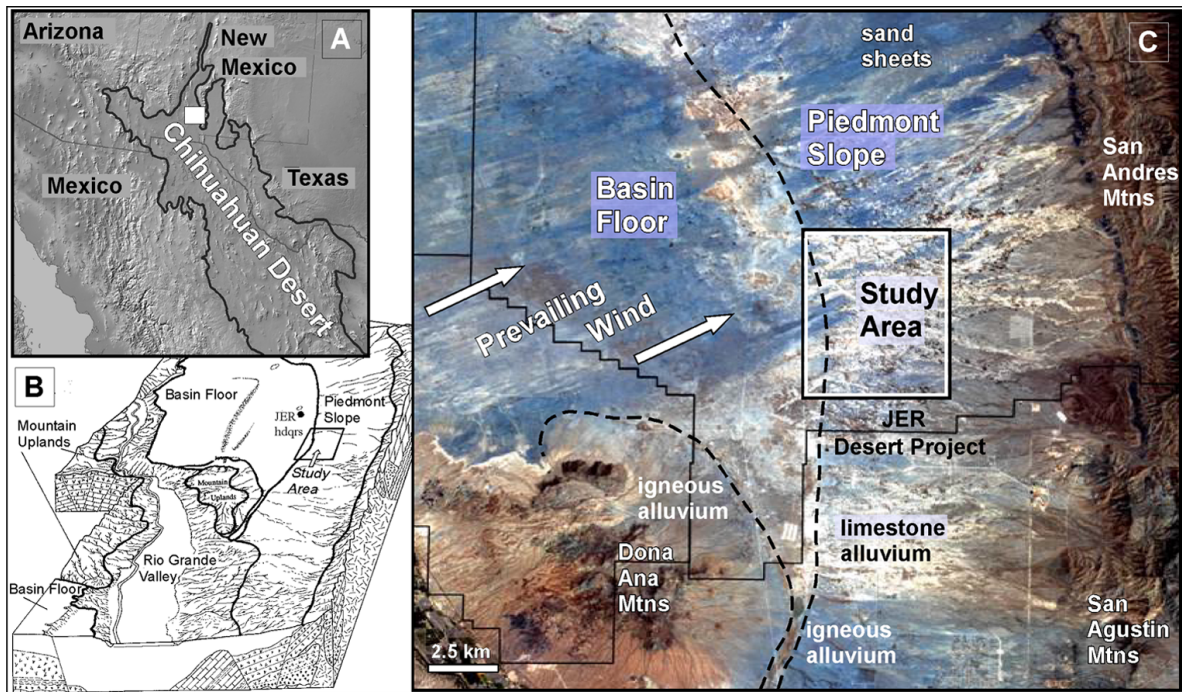 Arizona
New
Mexico
A
Chihuahuan Desert
Mexico
Texas
B
Basin Floor
Piedmont
Slope
JER
hdqrs
Mountain
Uplands
Study
Area
Mountain
Uplands
Rio Grande
Valley
Basin Floor
sand
sheets
C
Piedmont
Slope
San
Andres
Mtns
Basin
Floor
Prevailing
Wind
Study
Area
JER
Desert Project
igneous
alluvium
limestone
alluvium
Dona
Ana
Mtns
igneous
alluvium
San
Agustin
Mtns
2.5 km